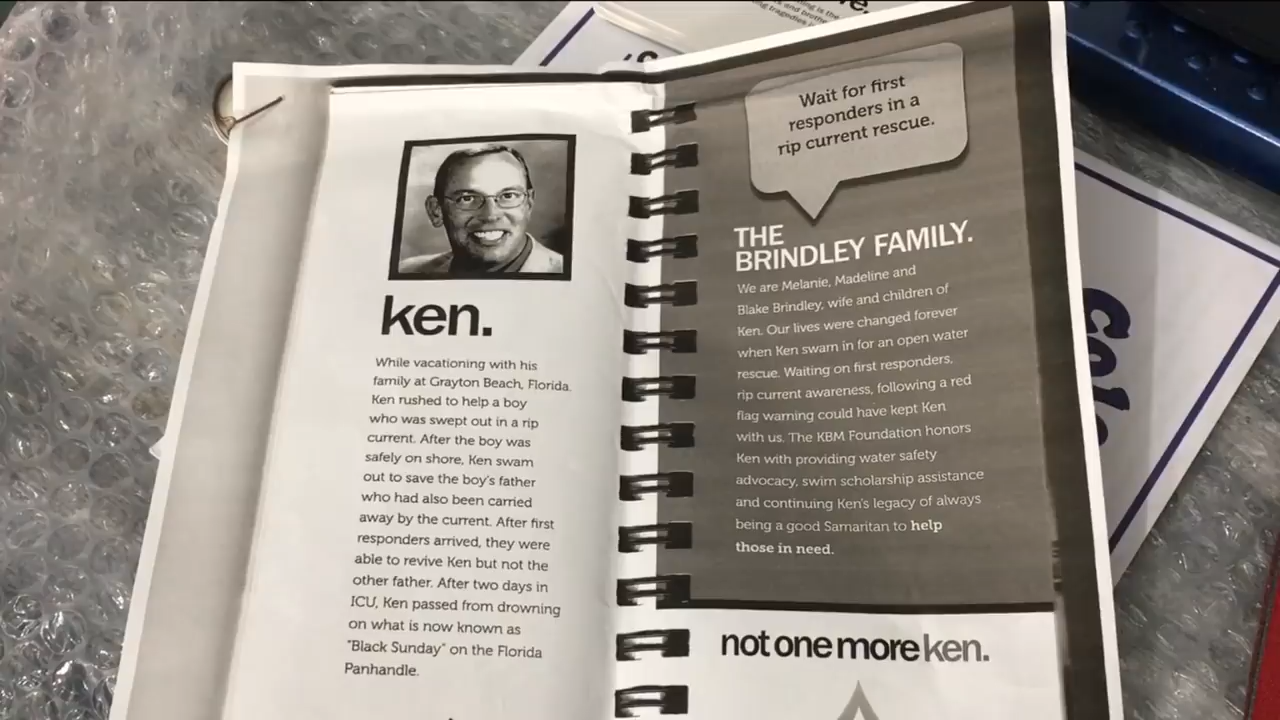 ken.
While vacationing with his
family at Grayton Beach, Florida,
Ken rushed to help a boy
who was swept out in a rip
current. After the boy was
safely on shore, Ken swam
out to save the boy's father
who had also been carried
away by the current. After first
responders arrived, they were
able to revive Ken but not the
other father. After two days in
ICU, Ken passed from drowning
on what is now known as
"Black Sunday" on the Florida
Panhandle.
Wait for first
responders in a
rip current rescue.
THE
BRINDLEY FAMILY.
We are Melanie, Madeline and
Blake Brindley, wife and children of
Ken. Our lives were changed forever
when Ken swam in for an open water
rescue. Waiting on first responders,
rip current awareness, following a red
flag warning could have kept Ken
with us. The KBM Foundation honors
Ken with providing water safety
advocacy, swim scholarship assistance
and continuing Ken's legacy of always
being a good Samaritan to help
those in need.
not one more ken.